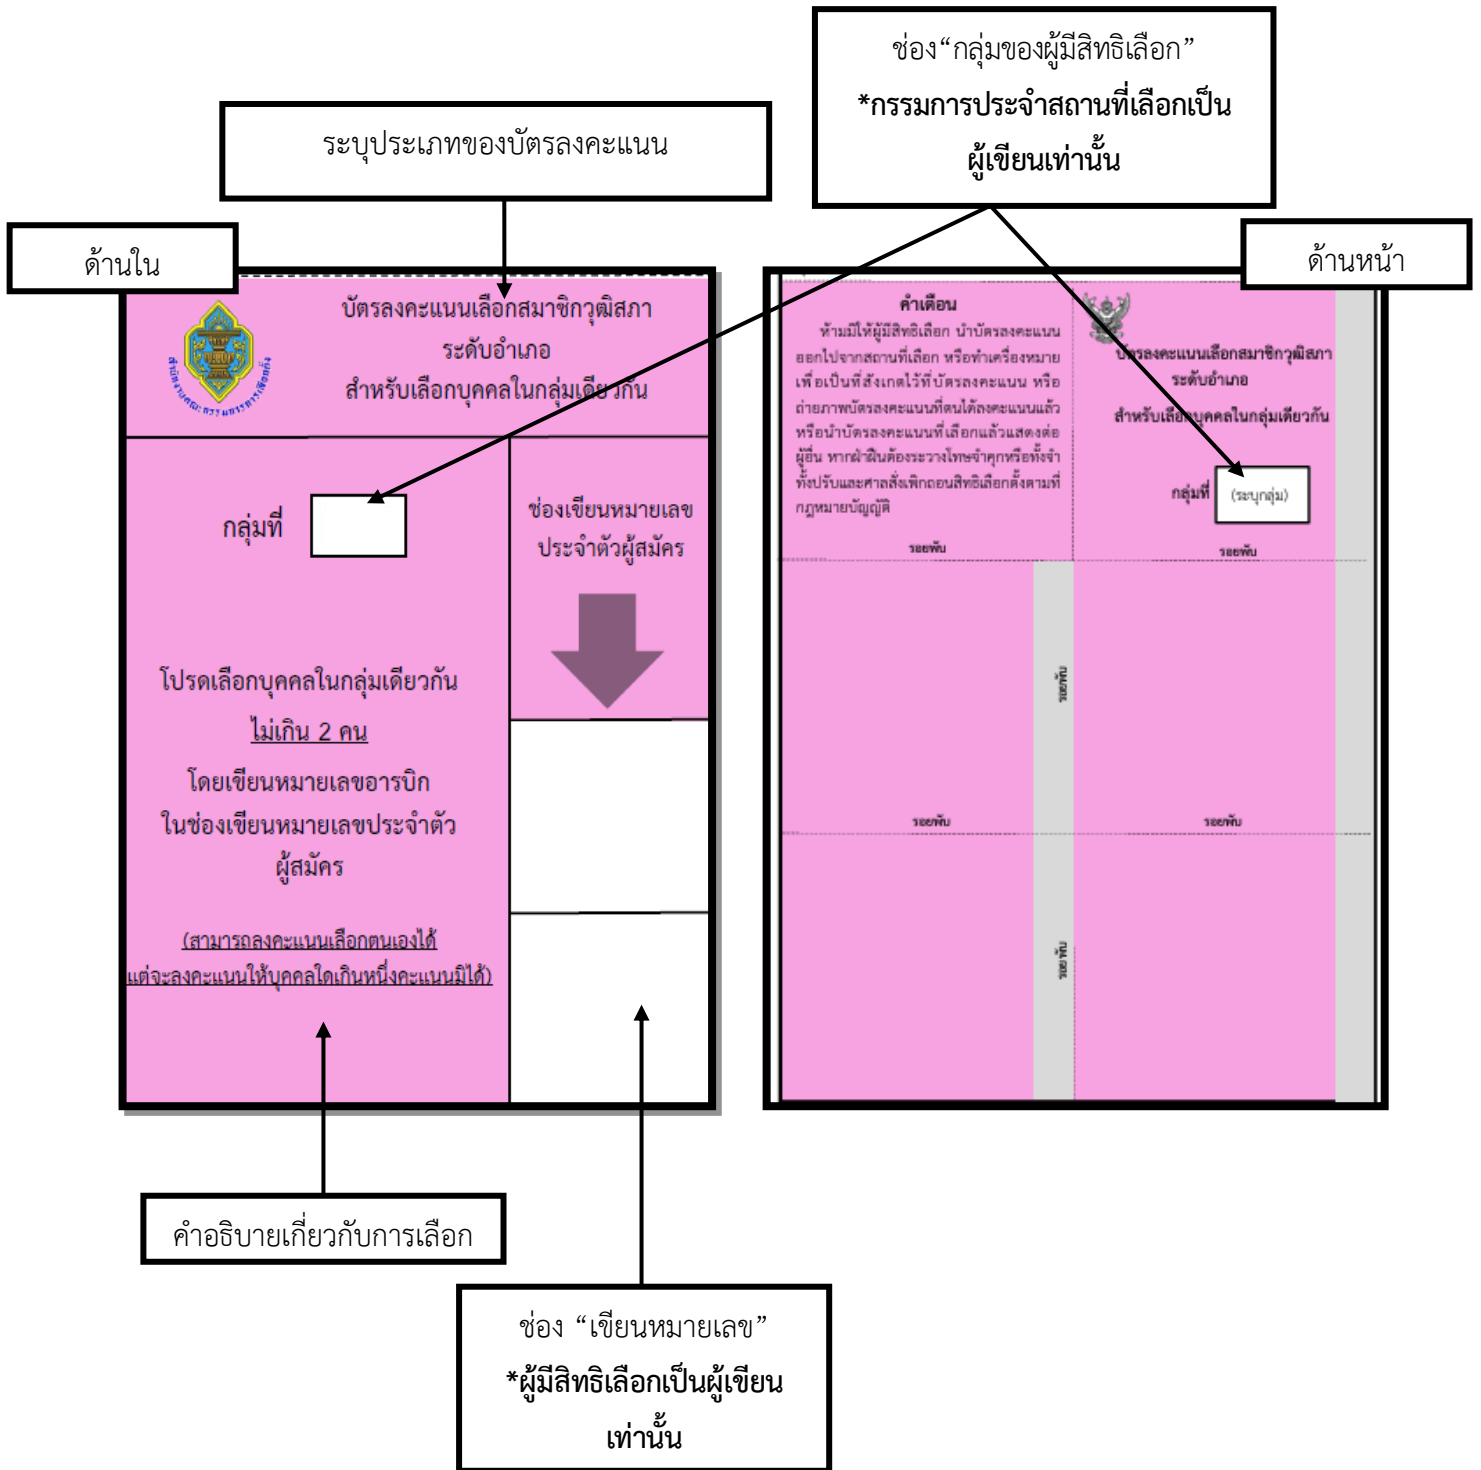 ช่อง“กลุ่มของผู้มีสิทธิเลือก”
*กรรมการประจำสถานที่เลือกเป็น
ผู้เขียนเท่านั้น
ระบุประเภทของบัตรลงคะแนน
ด้านใน
ด้านหน้า
สำนักงานคณะกรรมการการเลือกตั้ง
บัตรลงคะแนนเลือกสมาชิกวุฒิสภา
ระดับอำเภอ
สำหรับเลือกบุคคลในกลุ่มเดียวกัน
กลุ่มที่
ช่องเขียนหมายเลข
ประจำตัวผู้สมัคร
โปรดเลือกบุคคลในกลุ่มเดียวกัน
ไม่เกิน 2 คน
โดยเขียนหมายเลขอารบิก
ในช่องเขียนหมายเลขประจำตัว
ผู้สมัคร
(สามารถลงคะแนนเลือกตนเองได้
แต่จะลงคะแนนให้บุคคลใดเกินหนึ่งคะแนนมิได้)
คำเตือน
ห้ามมิให้ผู้มีสิทธิเลือก นำบัตรลงคะแนน
ออกไปจากสถานที่เลือก หรือทำเครื่องหมาย
เพื่อเป็นที่สังเกตไว้ที่บัตรลงคะแนน หรือ
ถ่ายภาพบัตรลงคะแนนที่ตนได้ลงคะแนนแล้ว
หรือนำบัตรลงคะแนนที่เลือกแล้วแสดงต่อ
ผู้อื่น หากฝ่าฝืนต้องระวางโทษจำคุกหรือทั้งจำ
ทั้งปรับและศาลสั่งเพิกถอนสิทธิเลือกตั้งตามที่
กฎหมายบัญญัติ
รอยพับ
บัตรลงคะแนนเลือกสมาชิกวุฒิสภา
ระดับอำเภอ
สำหรับเลือกบุคคลในกลุ่มเดียวกัน
กลุ่มที่
(ระบุกลุ่ม)
รอยพับ
รอยพับ
รอยพับ
รอยพับ
รอยพับ
คำอธิบายเกี่ยวกับการเลือก
ช่อง “เขียนหมายเลข”
*ผู้มีสิทธิเลือกเป็นผู้เขียน
เท่านั้น